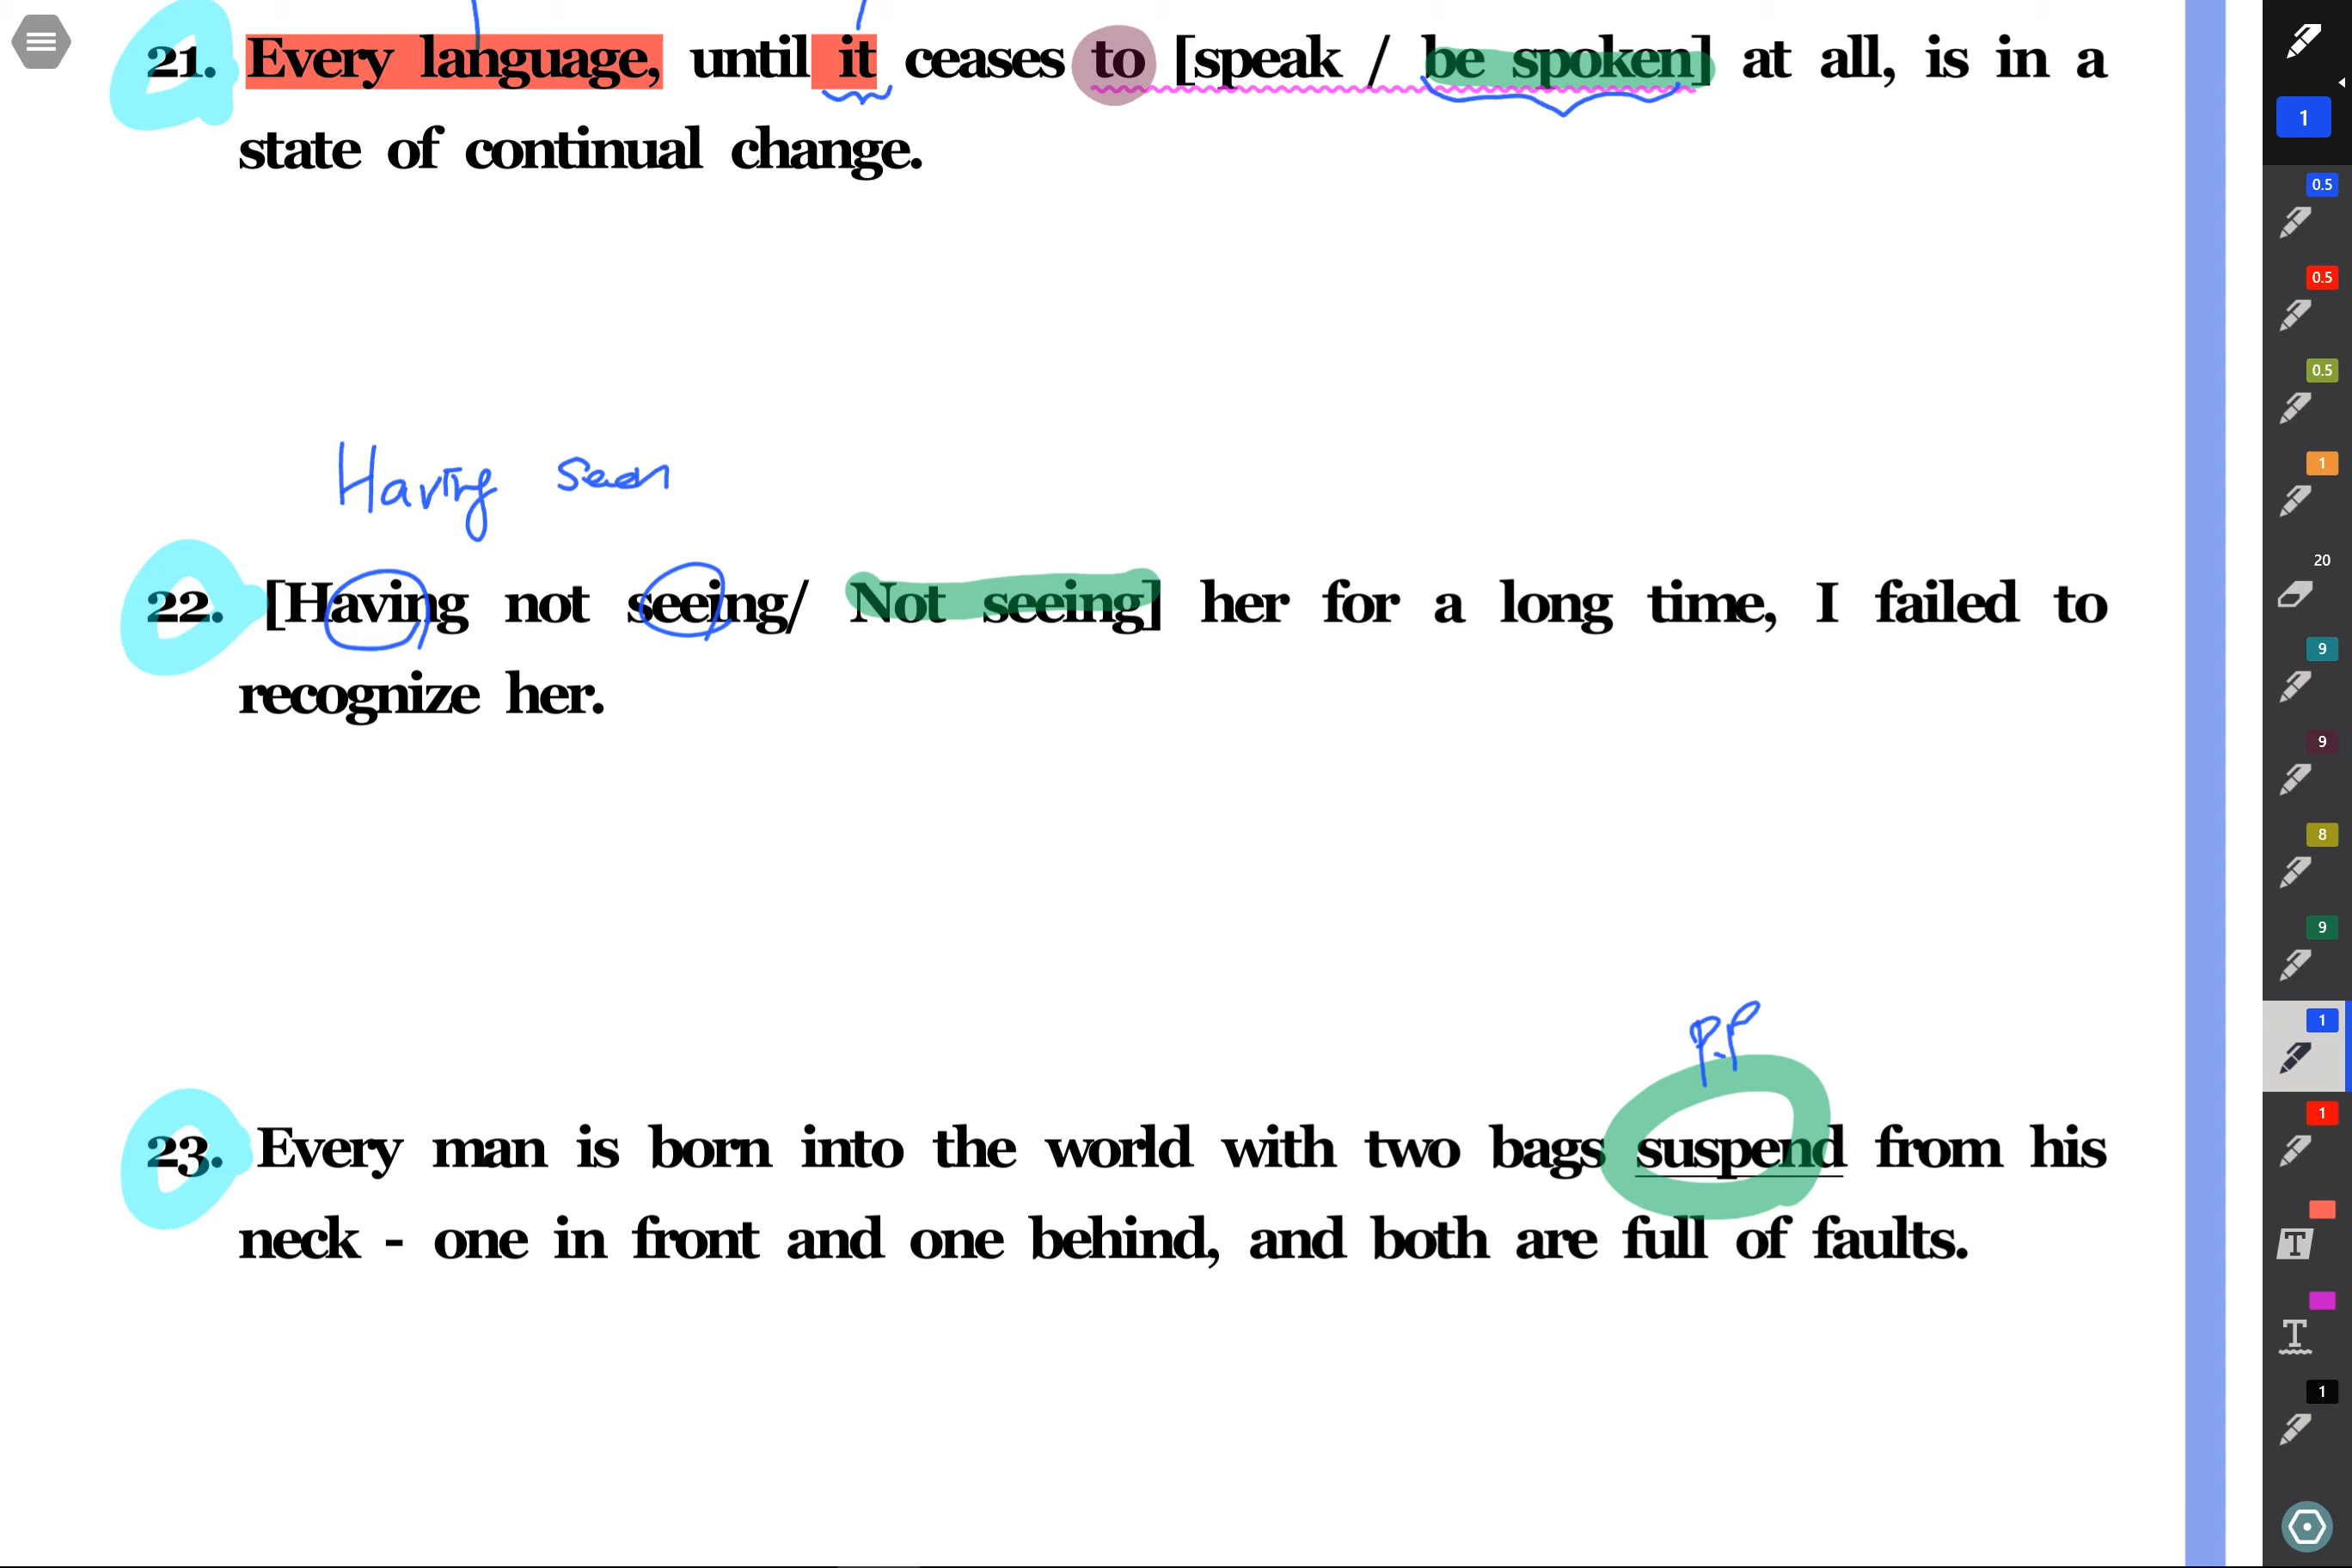 21. Every language, until it ceases to [speak / be spoken] at all, is in a
state of continual change.
Having seen
22. [Having not seeing/ Not seeing] her for a long time, I failed to
recognize her.
P.P
23. Every man is born into the world with two bags suspend from his
neck - one in front and one behind, and both are full of faults.
1
0.5
0.5
0.5
1
20
9
9
8
9
1
1
T
T
1